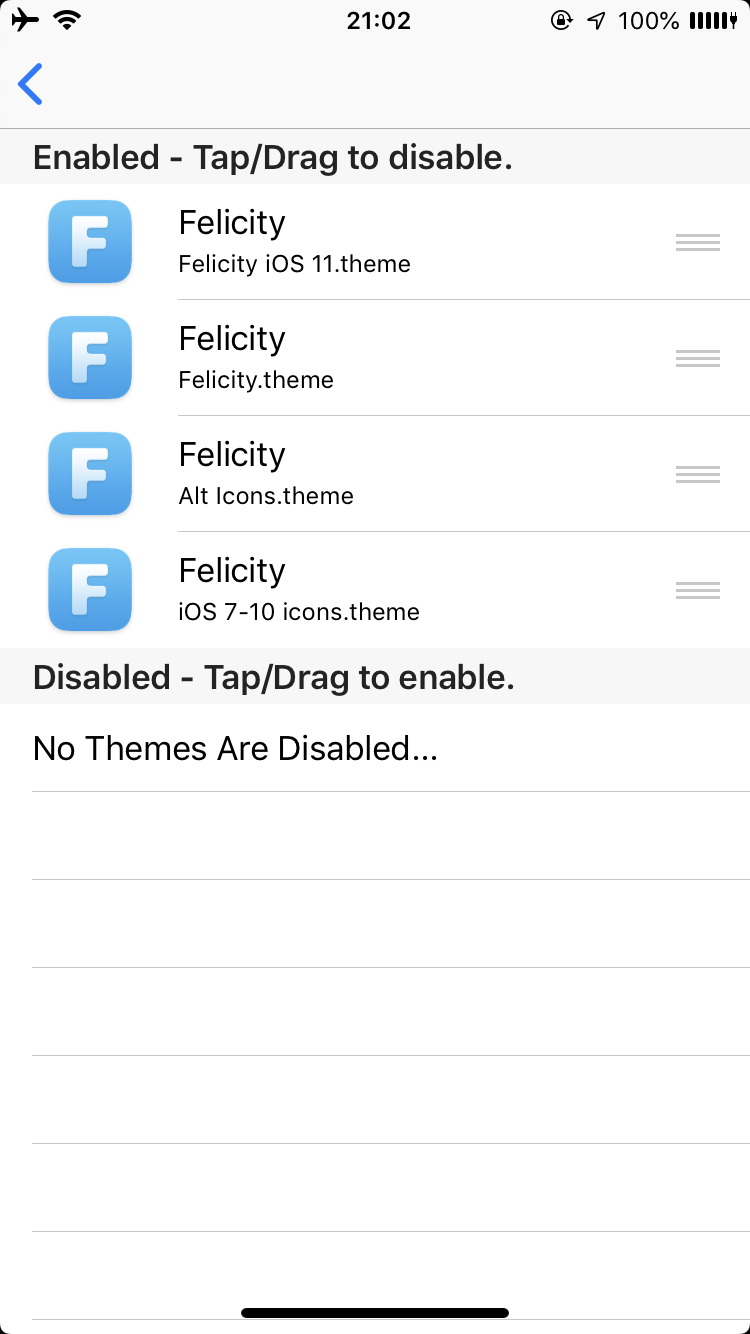 21:02
100%
Enabled - Tap/Drag to disable.
F
Felicity
Felicity iOS 11.theme
F
Felicity
Felicity.theme
F
Felicity
Alt Icons.theme
F
Felicity
iOS 7-10 icons.theme
Disabled - Tap/Drag to enable.
No Themes Are Disabled...